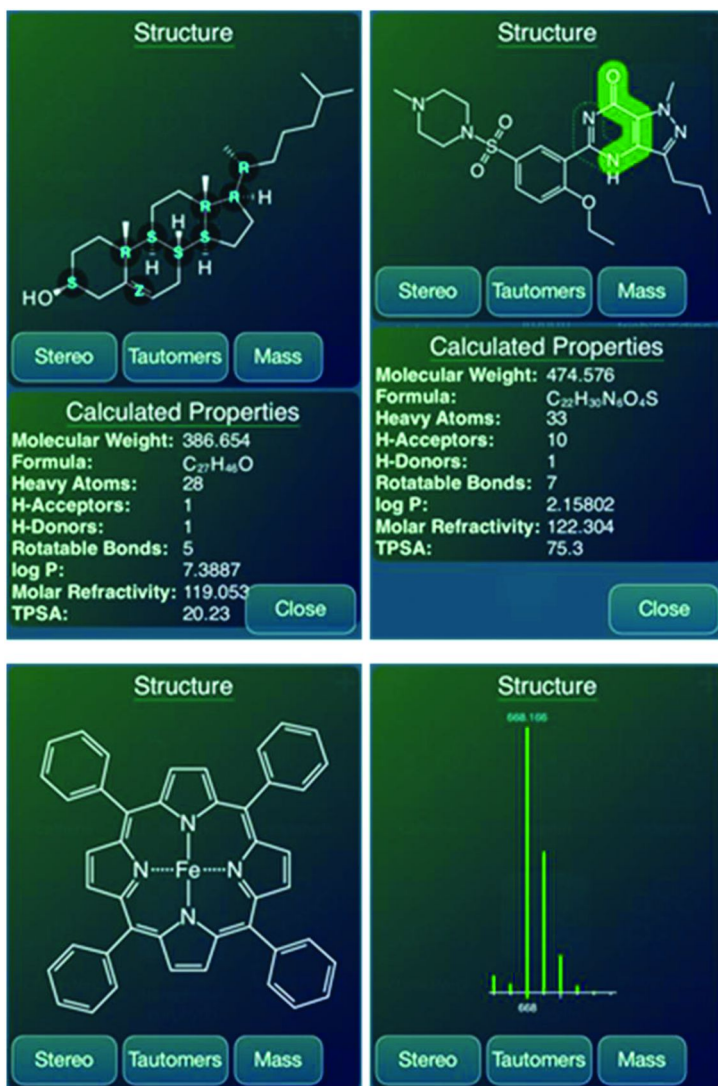 Structure
R
R
R
H
H
S
S
S
R
H
H
S
Z
HO
Stereo
Tautomers
Mass
Calculated Properties
Molecular Weight: 386.654
Formula: C27H46O
Heavy Atoms: 28
H-Acceptors: 1
H-Donors: 1
Rotatable Bonds: 5
log P: 7.3887
Molar Refractivity: 119.053
TPSA: 20.23
Close
Structure
O
N
N
N
N
O
S
O
N
N
H
O
Stereo
Tautomers
Mass
Calculated Properties
Molecular Weight: 474.576
Formula: C22H30N6O4S
Heavy Atoms: 33
H-Acceptors: 10
H-Donors: 1
Rotatable Bonds: 7
log P: 2.15802
Molar Refractivity: 122.304
TPSA: 75.3
Close
Structure
N
N Fe N
N
Stereo
Tautomers
Mass
Structure
668.166
668
Stereo
Tautomers
Mass